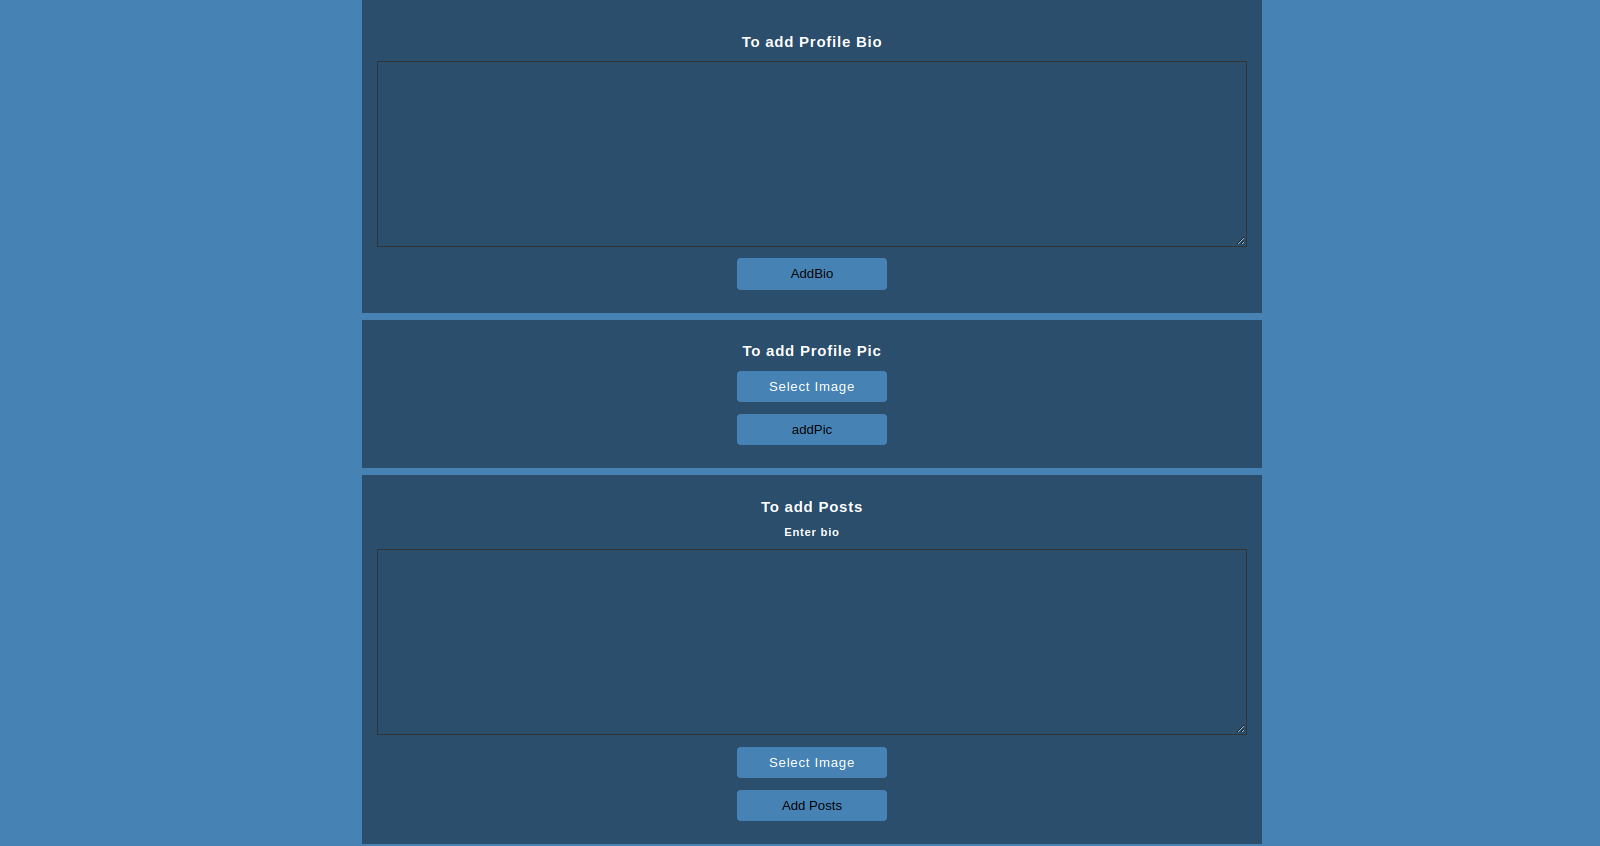 To add Profile Bio
AddBio
To add Profile Pic
Select Image
addPic
To add Posts
Enter bio
Select Image
Add Posts